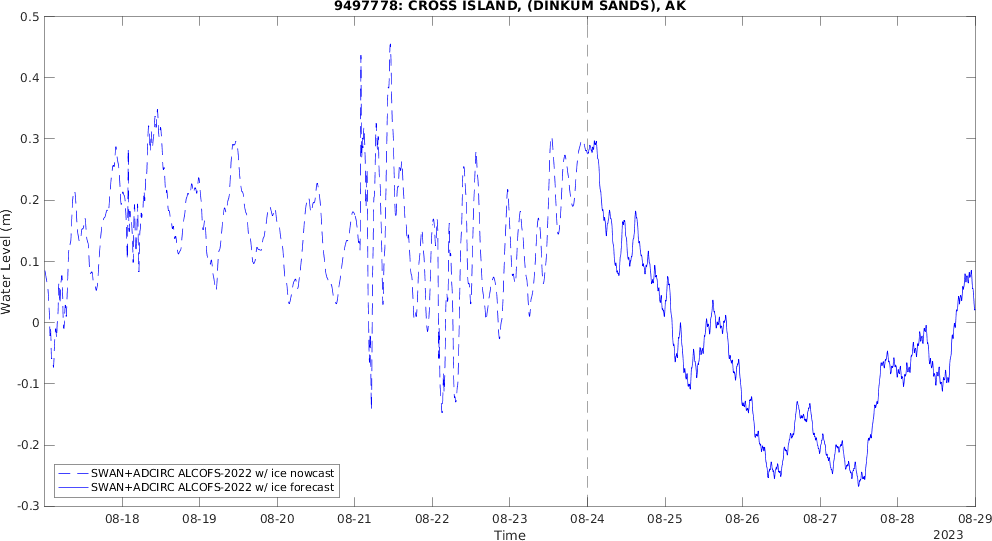 9497778: CROSS ISLAND, (DINKUM SANDS), AK
0.5
0.4
0.3
0.2
0.1
0
-0.1
-0.2
-0.3
Water Level (m)
SWAN+ADCIRC ALCOFS-2022 w/ ice nowcast
SWAN+ADCIRC ALCOFS-2022 w/ ice forecast
08-18 08-19 08-20 08-21 08-22 08-23 08-24 08-25 08-26 08-27 08-28 08-29
Time
2023